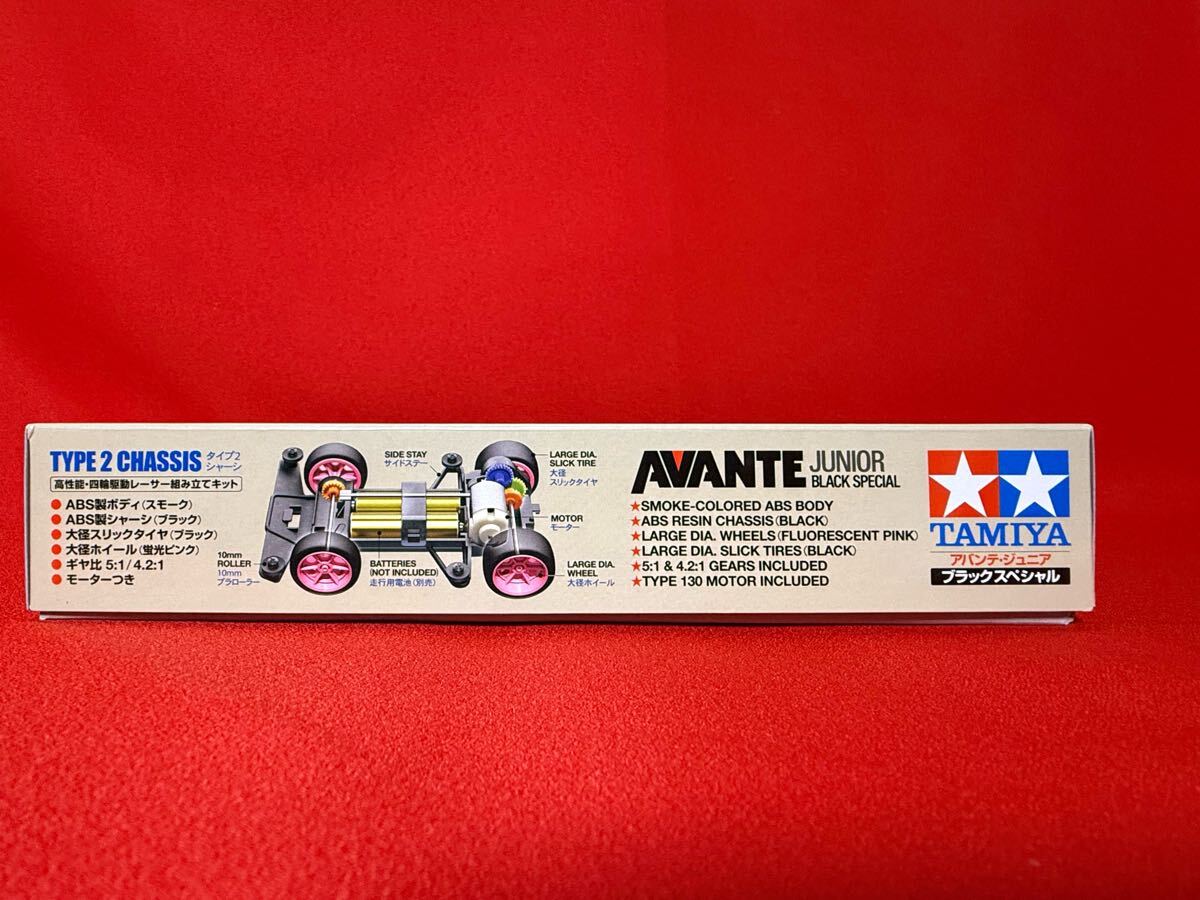 TYPE 2 CHASSIS タイプ2 シャーシ
高性能・四輪駆動レーサー組み立てキット
●ABS製ボディ(スモーク)
●ABS製シャーシ(ブラック)
●大径スリックタイヤ(ブラック)
●大径ホイール(蛍光ピンク)
●ギヤ比 5:1/4.2:1
●モーターつき
10mm
ROLLER
10mm
プラローラー
SIDE STAY
サイドステー
BATTERIES
(NOT INCLUDED)
走行用電池(別売)
LARGE DIA.
SLICK TIRE
大径
スリックタイヤ
MOTOR
モーター
LARGE DIA.
WHEEL
大径ホイール
AVANTE JUNIOR
BLACK SPECIAL
★SMOKE-COLORED ABS BODY
★ABS RESIN CHASSIS(BLACK)
★LARGE DIA. WHEELS(FLUORESCENT PINK)
★LARGE DIA. SLICK TIRES(BLACK)
★5:1 & 4.2:1 GEARS INCLUDED
★TYPE 130 MOTOR INCLUDED
TAMIYA
アバンテ・ジュニア
ブラックスペシャル